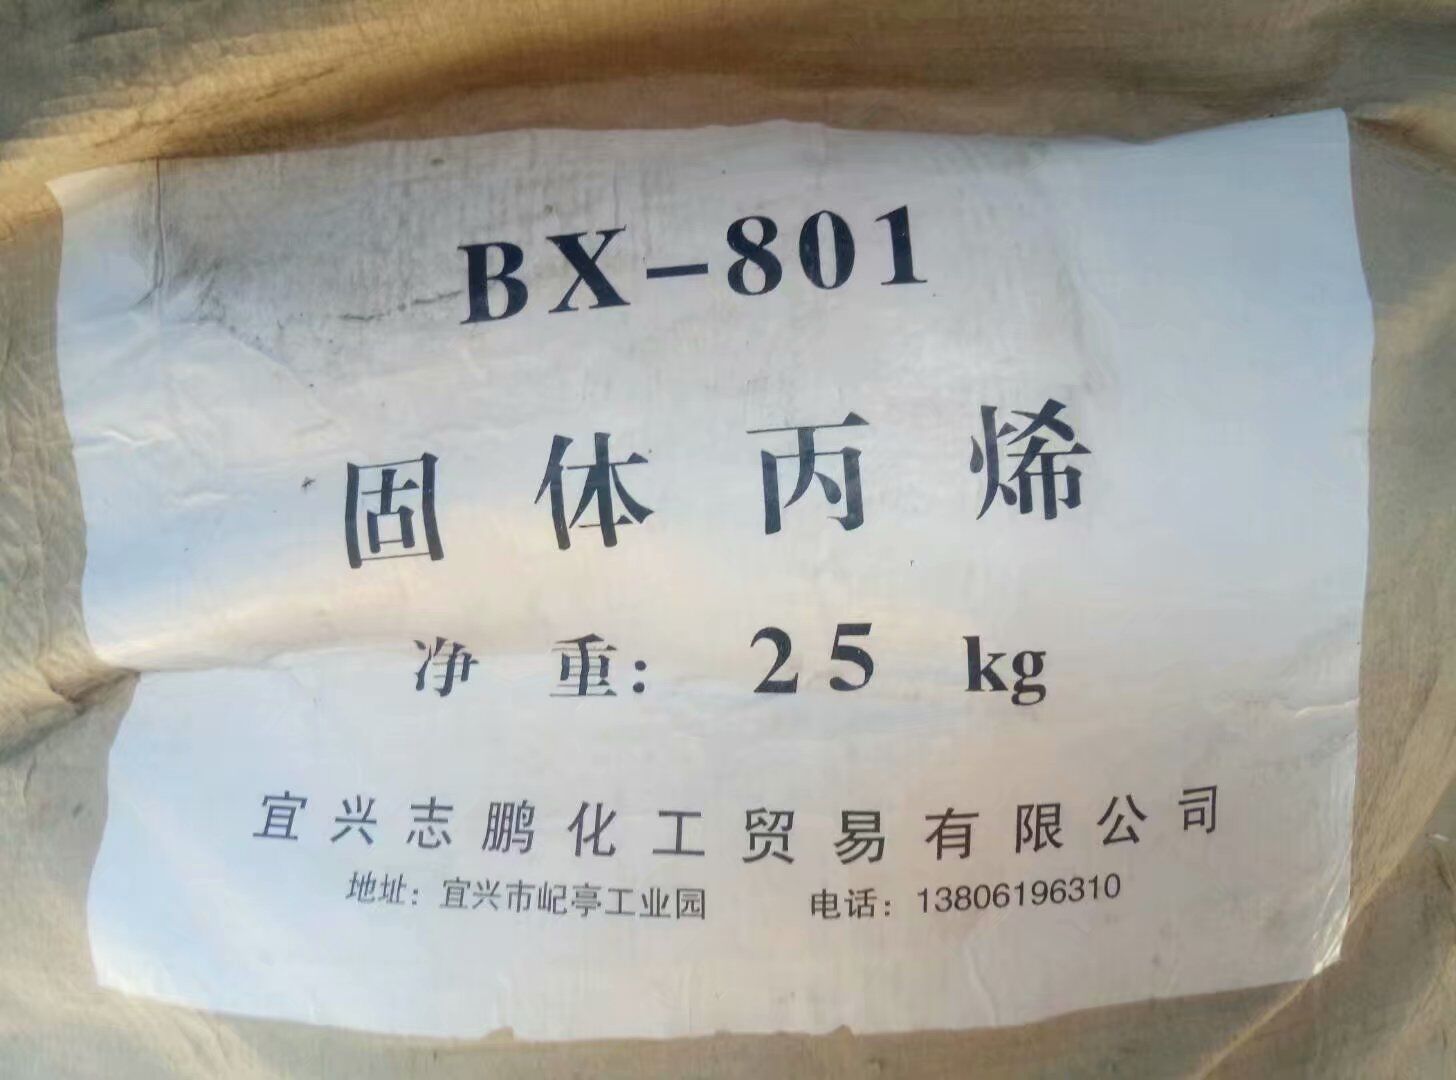 BX-801
固体丙烯
净重: 25 kg
宜兴志鹏化工贸易有限公司
地址: 宜兴市屺亭工业园 电话: 13806196310